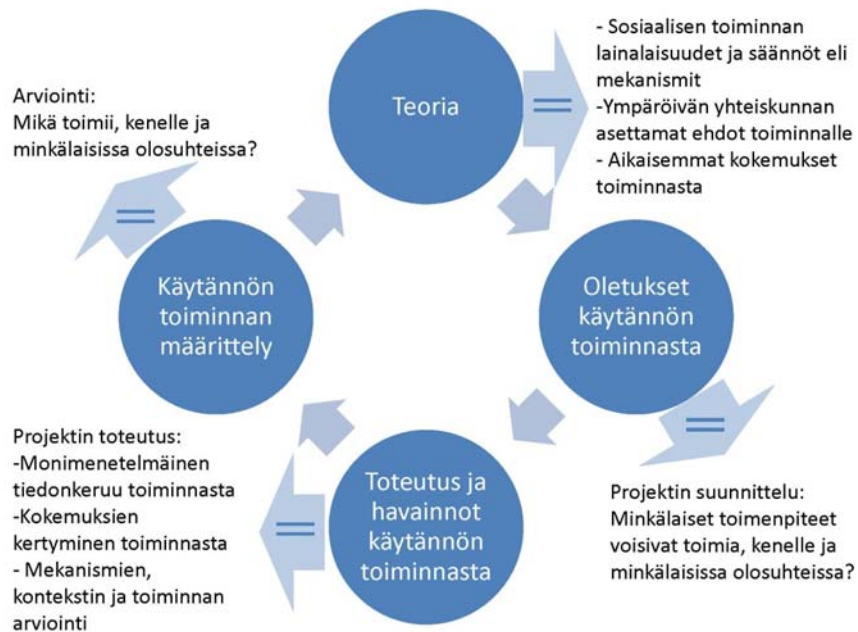 Teoria
- Sosiaalisen toiminnan
lainalaisuudet ja säännöt eli
mekanismit
-Ympäröivän yhteiskunnan
asettamat ehdot toiminnalle
- Aikaisemmat kokemukset
toiminnasta
Oletukset
käytännön
toiminnasta
Projektin suunnittelu:
Minkälaiset toimenpiteet
voisivat toimia, kenelle ja
minkälaisissa olosuhteissa?
Toteutus ja
havainnot
käytännön
toiminnasta
Projektin toteutus:
-Monimenetelmäinen
tiedonkeruu toiminnasta
-Kokemuksien
kertyminen toiminnasta
- Mekanismien,
kontekstin ja toiminnan
arviointi
Käytännön
toiminnan
määrittely
Arviointi:
Mikä toimii, kenelle ja
minkälaisissa olosuhteissa?